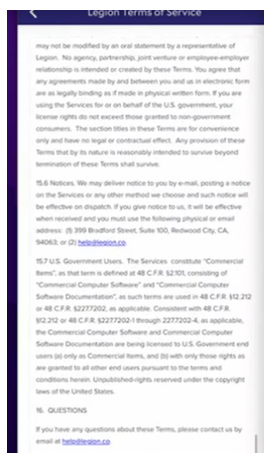 Legion Terms of Service
may not be modified by an oral statement by a representative of
Legion. No agency, partnership, joint venture or employee-employer
relationship is intended or created by these Terms. You agree that
any agreements made by and between you and us in electronic form
are as legally binding as if made in physical written form. If you are
using the Services for or on behalf of the U.S. government, your
license rights do not exceed those granted to non-government
consumers. The section titles in these Terms are for convenience
only and have no legal or contractual effect. Any provision of these
Terms that by its nature is reasonably intended to survive beyond
termination of these Terms shall survive.
15.6 Notices. We may deliver notice to you by e-mail, posting a notice
on the Services or any other method we choose and such notice will
be effective on dispatch. If you give notice to us, it will be effective
when received and you must use the following physical or email
address: (1) 399 Bradford Street, Suite 100, Redwood City, CA,
94063; or (2) help@legion.co.
15.7 U.S. Government Users. The Services constitute "Commercial
Items", as that term is defined at 48 C.F.R. §2.101, consisting of
"Commercial Computer Software" and "Commercial Computer
Software Documentation", as such terms are used in 48 C.F.R. §12.212
or 48 C.F.R. §227.7202, as applicable. Consistent with 48 C.F.R.
§12.212 or 48 C.F.R. §227.7202-1 through 227.7202-4, as applicable,
the Commercial Computer Software and Commercial Computer
Software Documentation are being licensed to U.S. Government end
users (a) only as Commercial Items, and (b) with only those rights as
are granted to all other end users pursuant to the terms and
conditions herein. Unpublished-rights reserved under the copyright
laws of the United States.
16. QUESTIONS
If you have any questions about these Terms, please contact us by
email at help@legion.co.